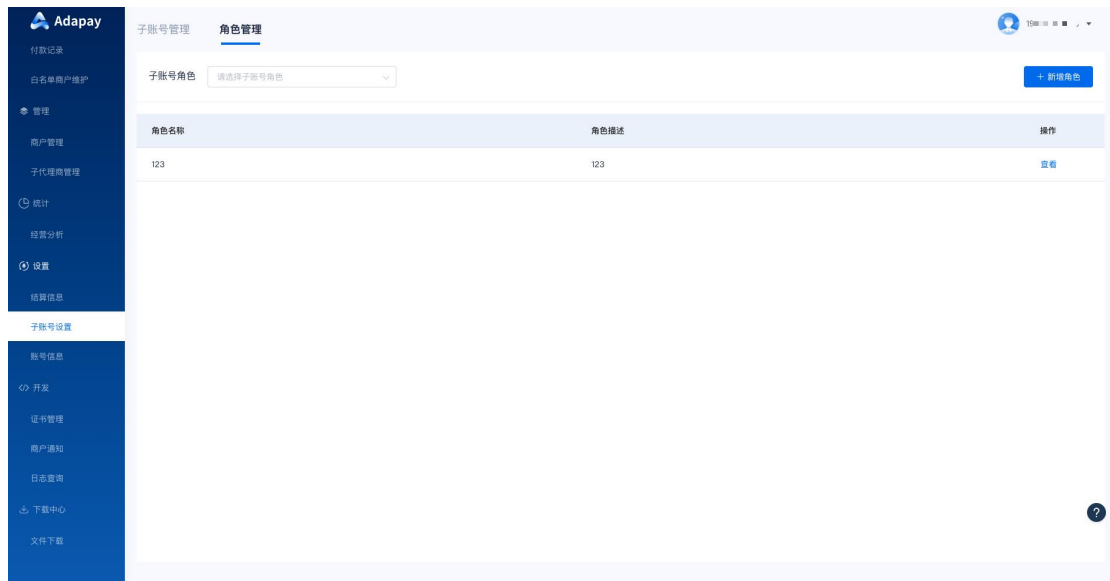 Adapay
付款记录
白名单商户维护
管理
商户管理
子代理商管理
统计
经营分析
设置
结算信息
子账号设置
账号信息
开发
证书管理
商户通知
日志查询
下载中心
文件下载
子账号管理 角色管理
19
子账号角色 请选择子账号角色 + 新增角色
角色名称 角色描述 操作
123 123 查看
?